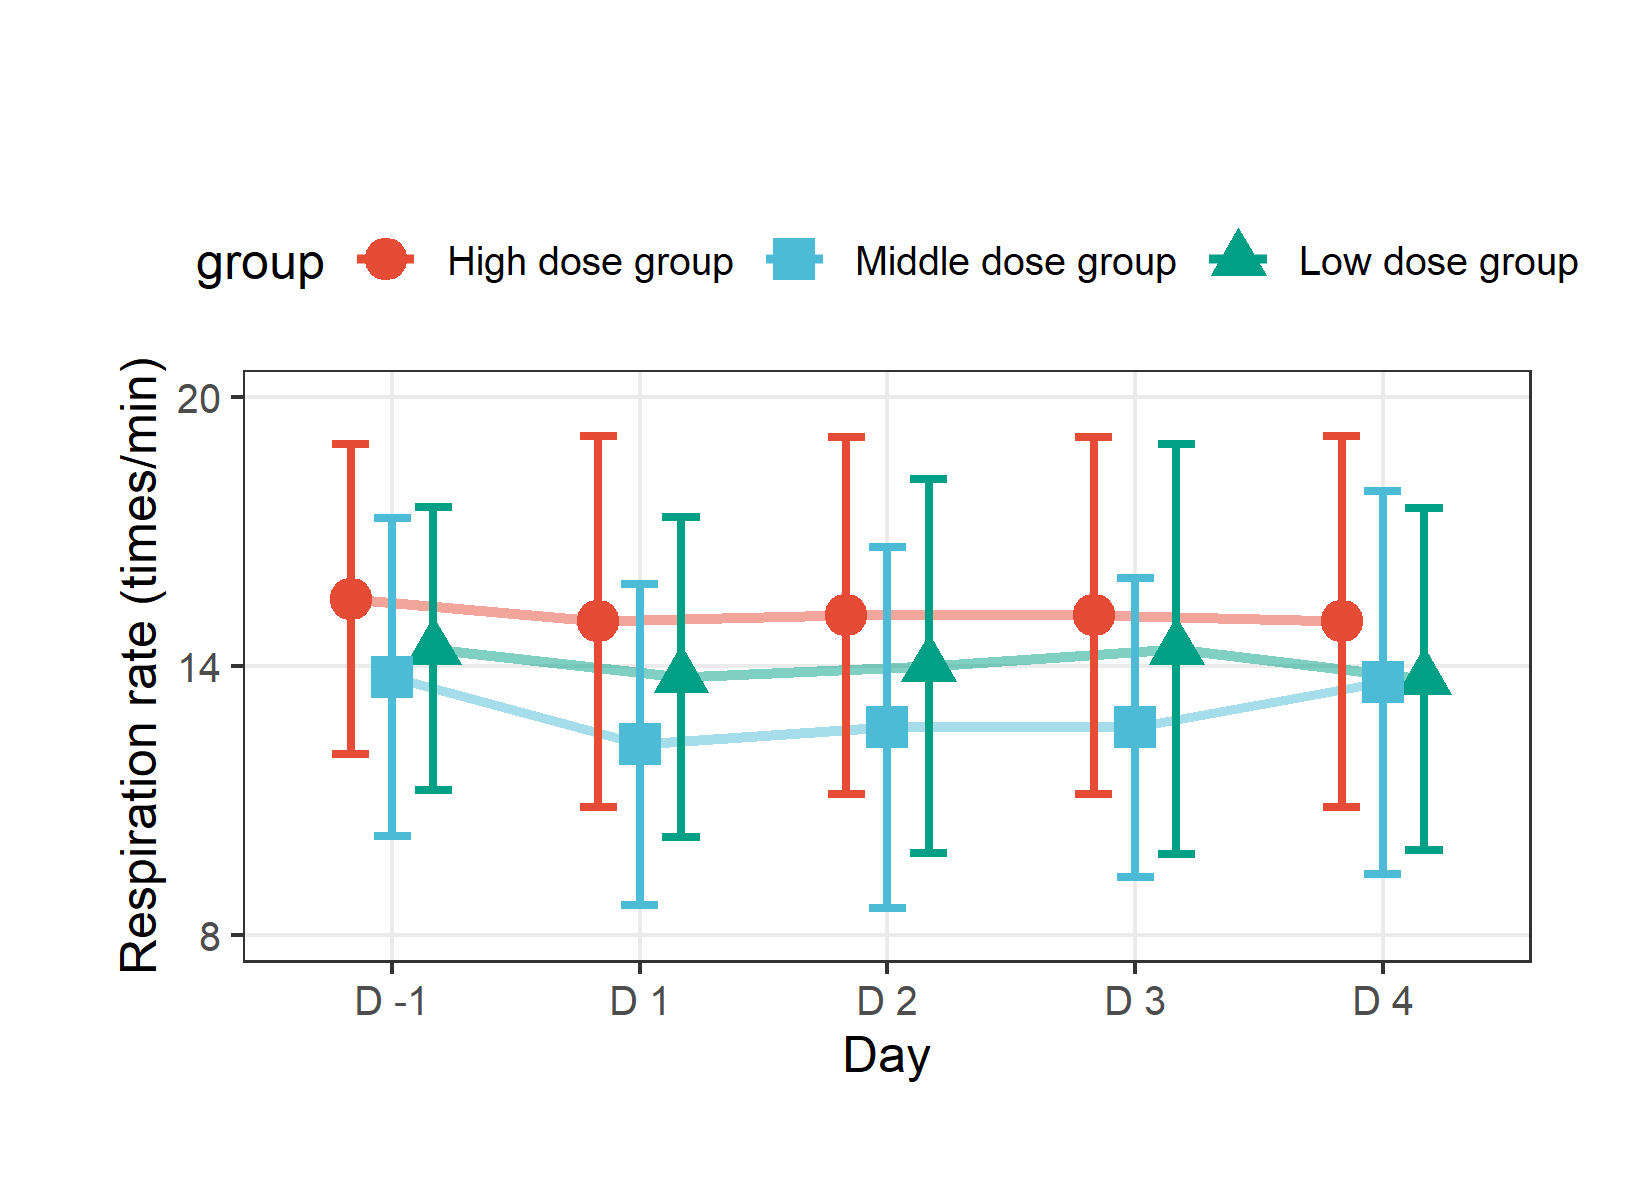 group High dose group Middle dose group Low dose group
Respiration rate (times/min)
20
14
8
D -1 D 1 D 2 D 3 D 4
Day